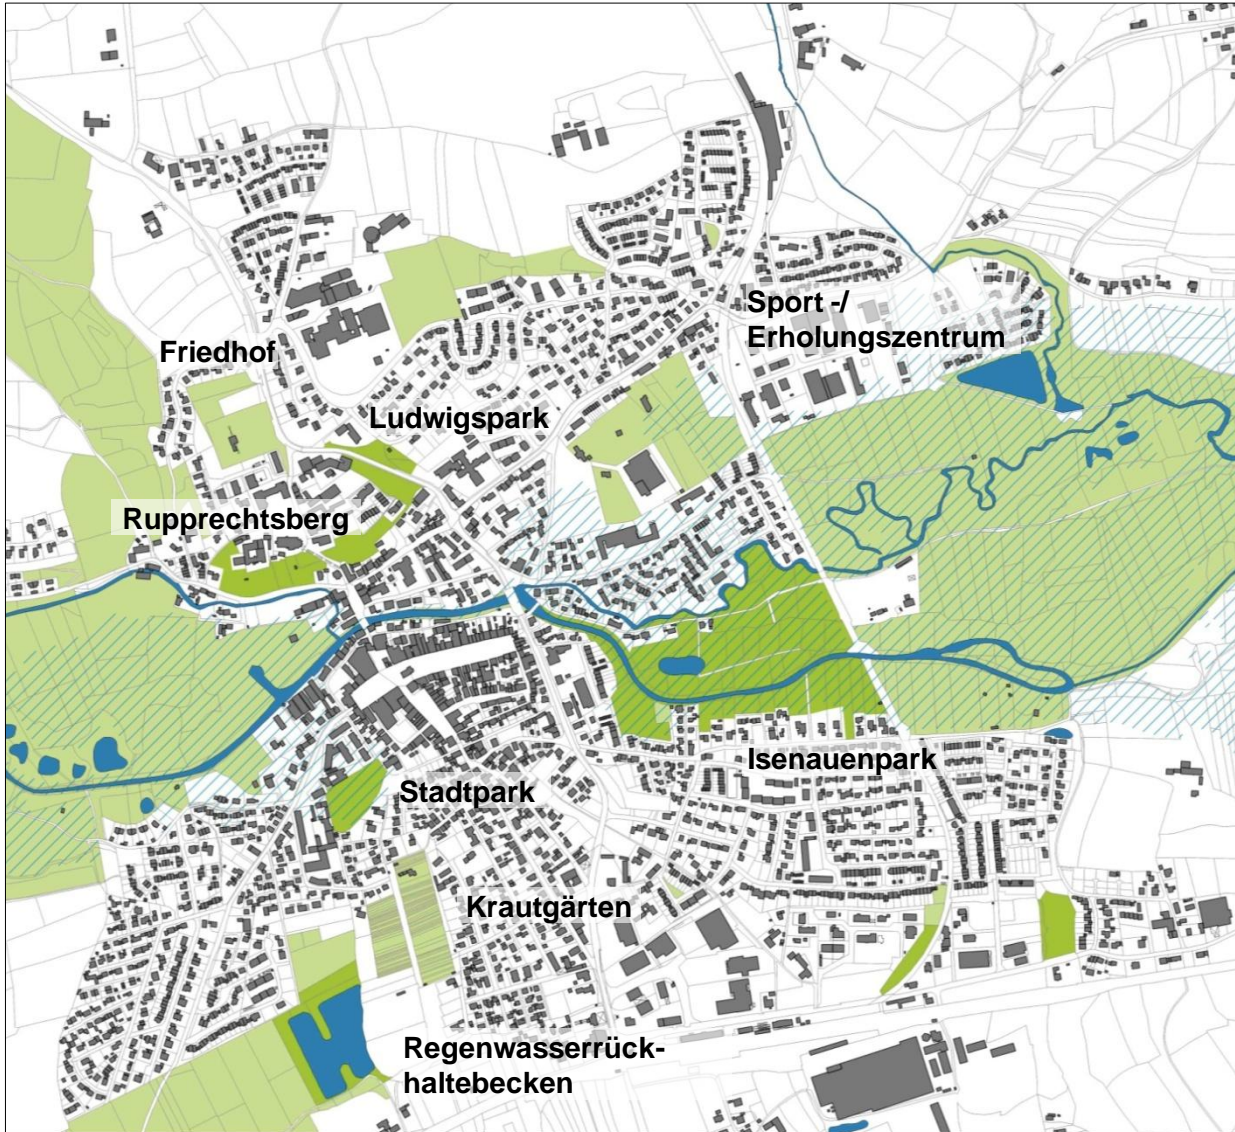 Sport -/
Erholungszentrum
Friedhof
Ludwigspark
Rupprechtsberg
Isenauenpark
Stadtpark
Krautgärten
Regenwasserrück-
haltebecken